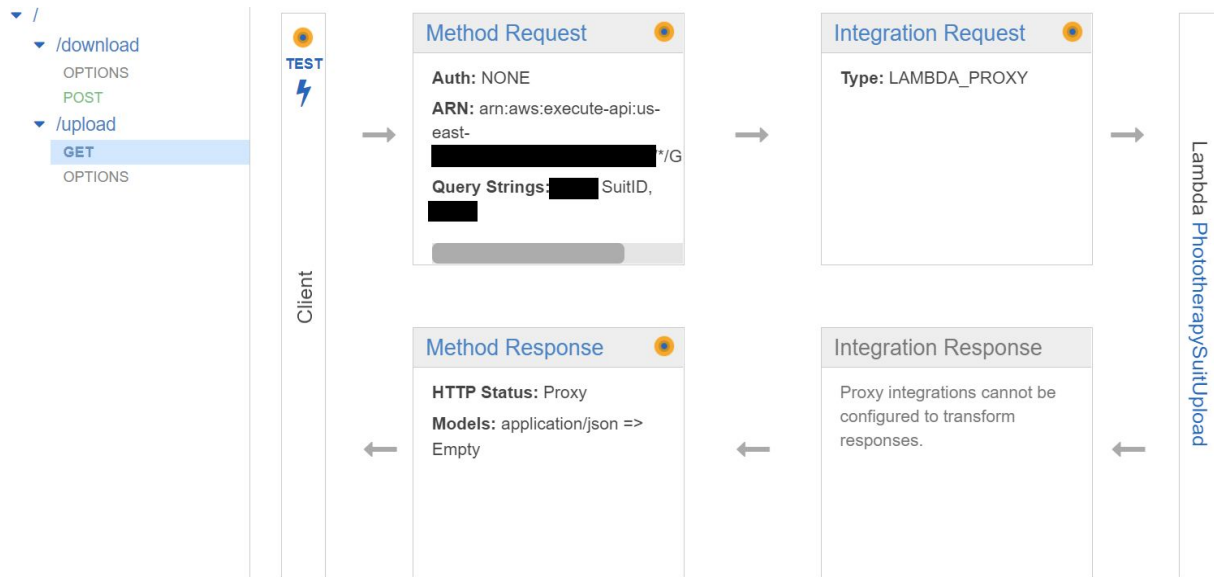 /
/download
OPTIONS
POST
/upload
GET
OPTIONS
TEST
Client
Method Request
Auth: NONE
ARN: arn:aws:execute-api:us-
east-
/*/G
Query Strings: SuitID,
Integration Request
Type: LAMBDA_PROXY
Method Response
HTTP Status: Proxy
Models: application/json =>
Empty
Integration Response
Proxy integrations cannot be
configured to transform
responses.
Lambda PhototherapySuitUpload